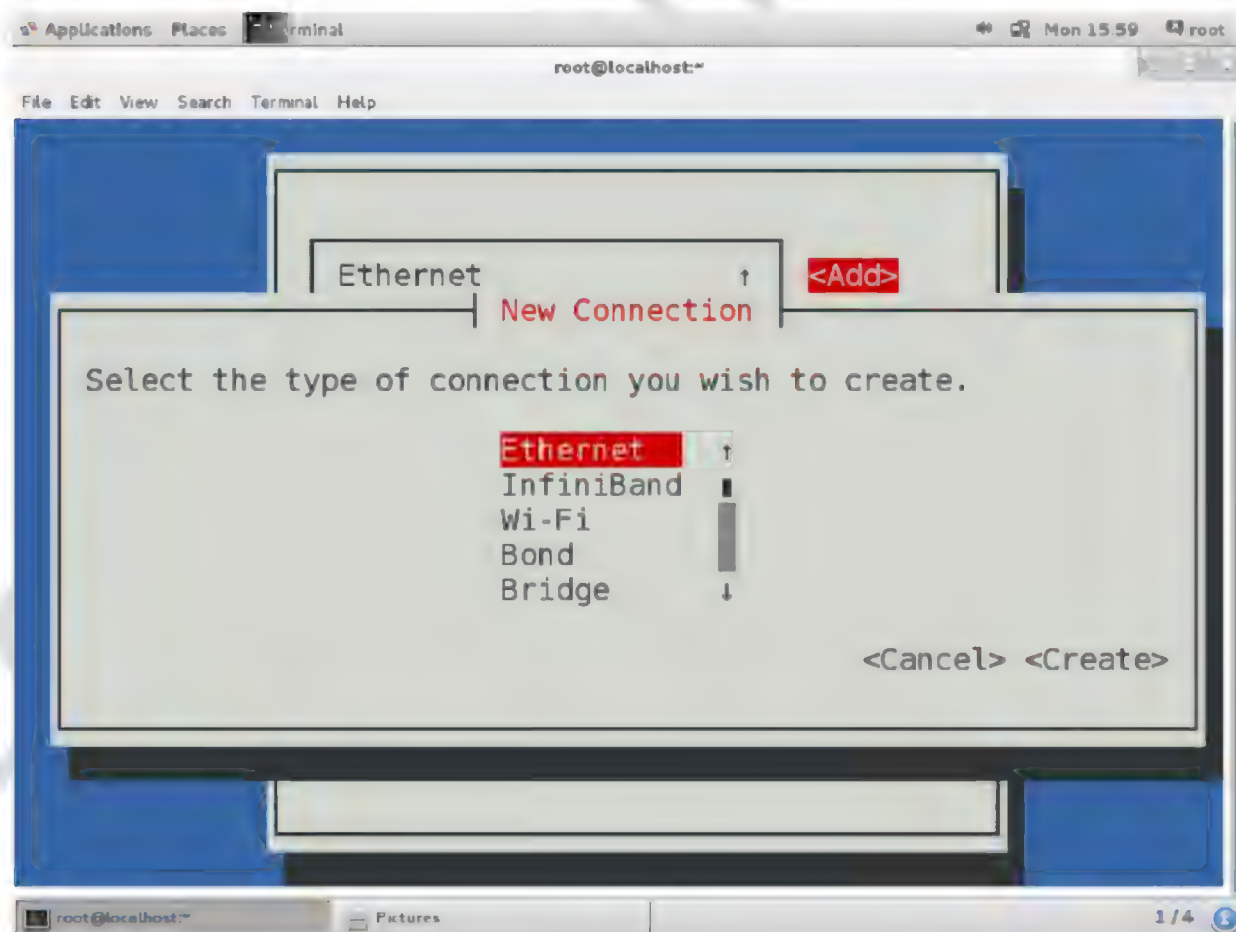 Applications Places Terminal Mon 15:59 root
root@localhost:~
File Edit View Search Terminal Help
Ethernet ↑ <Add>
New Connection
Select the type of connection you wish to create.
Ethernet ↑
InfiniBand
Wi-Fi
Bond
Bridge ↓
<Cancel> <Create>
root@localhost:~ Pictures 1 / 4